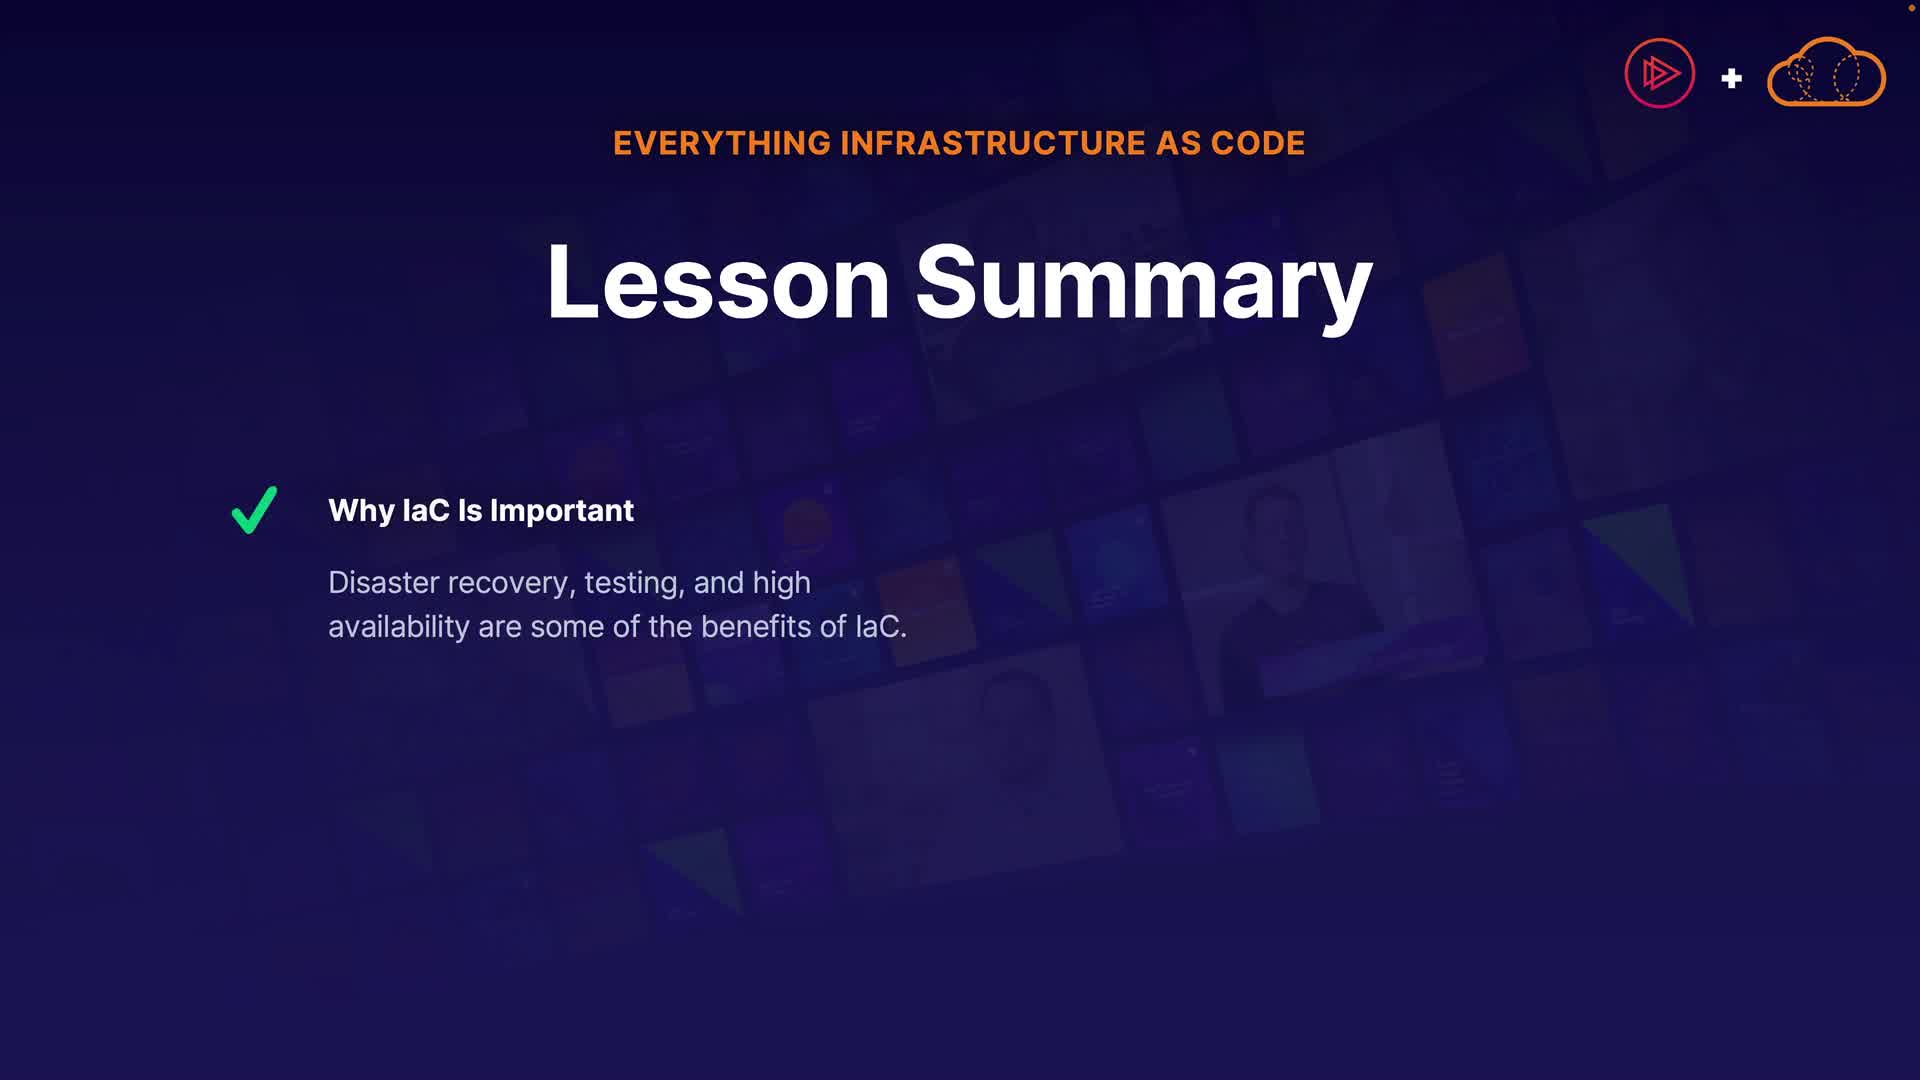 EVERYTHING INFRASTRUCTURE AS CODE
Lesson Summary
Why IaC Is Important
Disaster recovery, testing, and high
availability are some of the benefits of IaC.